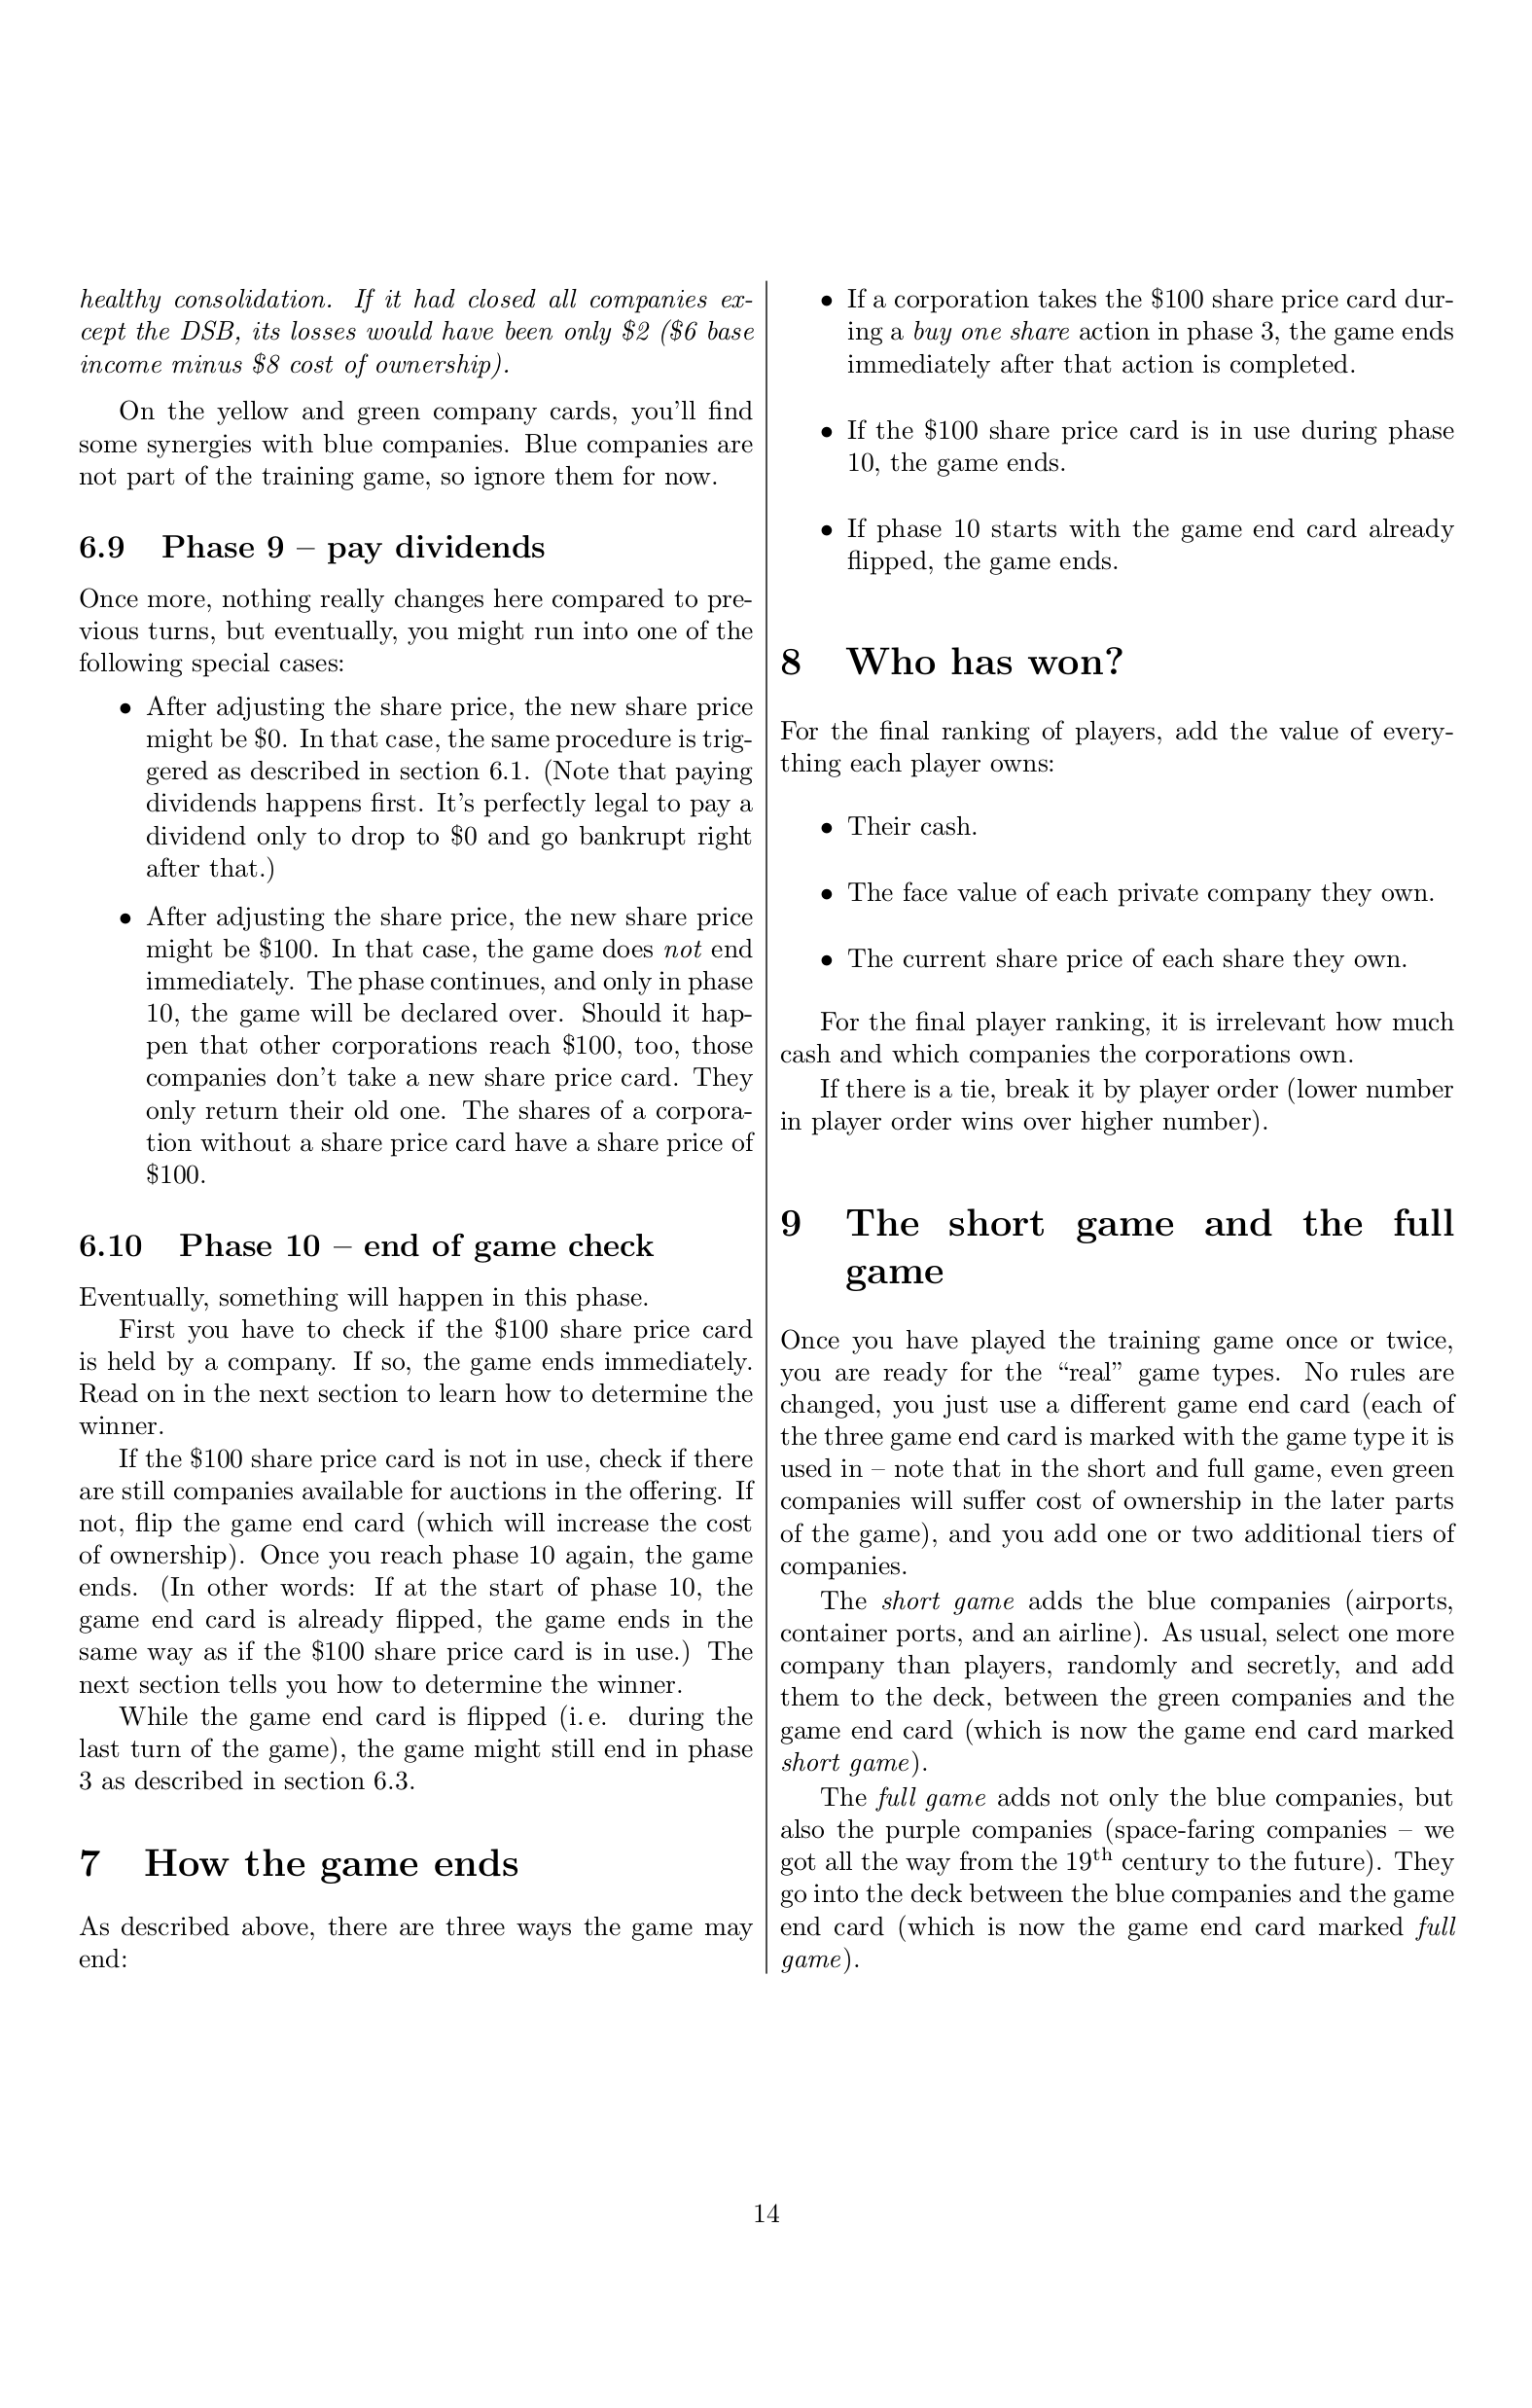 healthy consolidation. If it had closed all companies ex-
cept the DSB, its losses would have been only $2 ($6 base
income minus $8 cost of ownership).
On the yellow and green company cards, you'll find
some synergies with blue companies. Blue companies are
not part of the training game, so ignore them for now.
6.9 Phase 9 – pay dividends
Once more, nothing really changes here compared to pre-
vious turns, but eventually, you might run into one of the
following special cases:
• After adjusting the share price, the new share price
might be $0. In that case, the same procedure is trig-
gered as described in section 6.1. (Note that paying
dividends happens first. It's perfectly legal to pay a
dividend only to drop to $0 and go bankrupt right
after that.)
• After adjusting the share price, the new share price
might be $100. In that case, the game does not end
immediately. The phase continues, and only in phase
10, the game will be declared over. Should it hap-
pen that other corporations reach $100, too, those
companies don't take a new share price card. They
only return their old one. The shares of a corpora-
tion without a share price card have a share price of
$100.
6.10 Phase 10 – end of game check
Eventually, something will happen in this phase.
First you have to check if the $100 share price card
is held by a company. If so, the game ends immediately.
Read on in the next section to learn how to determine the
winner.
If the $100 share price card is not in use, check if there
are still companies available for auctions in the offering. If
not, flip the game end card (which will increase the cost
of ownership). Once you reach phase 10 again, the game
ends. (In other words: If at the start of phase 10, the
game end card is already flipped, the game ends in the
same way as if the $100 share price card is in use.) The
next section tells you how to determine the winner.
While the game end card is flipped (i. e. during the
last turn of the game), the game might still end in phase
3 as described in section 6.3.
7 How the game ends
As described above, there are three ways the game may
end:
• If a corporation takes the $100 share price card dur-
ing a buy one share action in phase 3, the game ends
immediately after that action is completed.
• If the $100 share price card is in use during phase
10, the game ends.
• If phase 10 starts with the game end card already
flipped, the game ends.
8 Who has won?
For the final ranking of players, add the value of every-
thing each player owns:
• Their cash.
• The face value of each private company they own.
• The current share price of each share they own.
For the final player ranking, it is irrelevant how much
cash and which companies the corporations own.
If there is a tie, break it by player order (lower number
in player order wins over higher number).
9 The short game and the full
game
Once you have played the training game once or twice,
you are ready for the “real” game types. No rules are
changed, you just use a different game end card (each of
the three game end card is marked with the game type it is
used in – note that in the short and full game, even green
companies will suffer cost of ownership in the later parts
of the game), and you add one or two additional tiers of
companies.
The short game adds the blue companies (airports,
container ports, and an airline). As usual, select one more
company than players, randomly and secretly, and add
them to the deck, between the green companies and the
game end card (which is now the game end card marked
short game).
The full game adds not only the blue companies, but
also the purple companies (space-faring companies – we
got all the way from the 19th century to the future). They
go into the deck between the blue companies and the game
end card (which is now the game end card marked full
game).
14